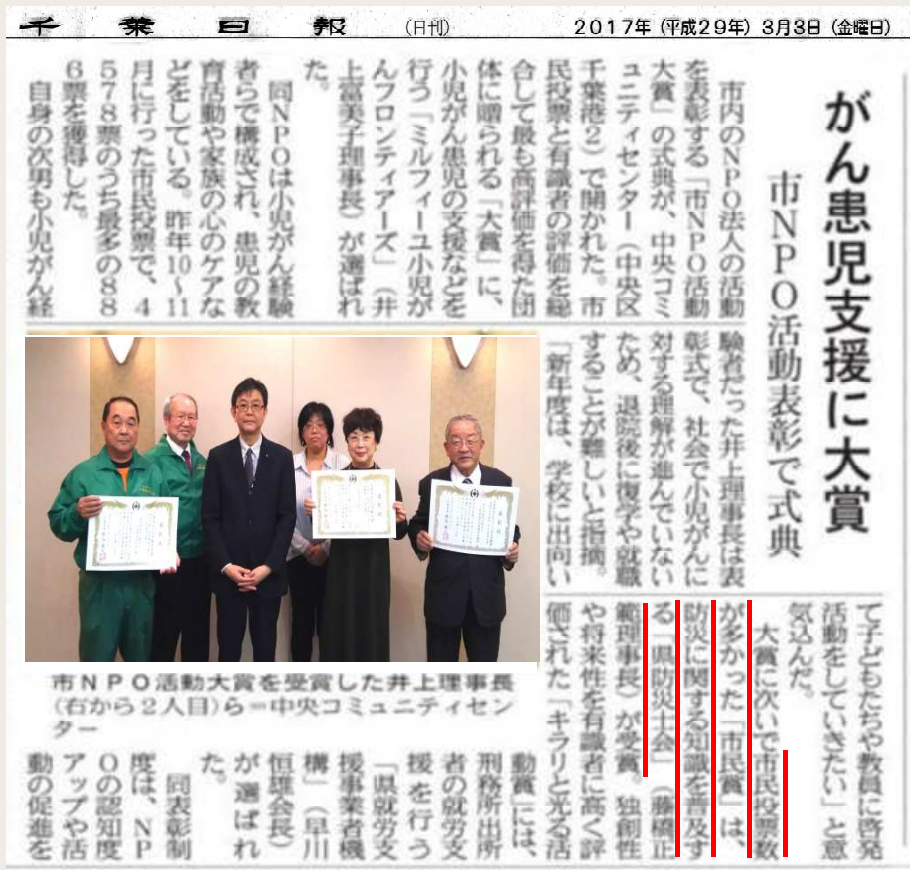 千葉日報 (日刊) 2017年(平成29年)3月3日(金曜日)
がん患児支援に大賞
市NPO活動表彰で式典
市内のNPO法人の活動
を表彰する「市NPO活動
大賞」の式典が、中央コミ
ュニティセンター(中央区
千葉港2)で開かれた。市
民投票と有識者の評価を総
合して最も高評価を得た団
体に贈られる「大賞」に、
小児がん患児の支援などを
行う「ミルフィーユ小児が
んフロンティアーズ」(井
上富美子理事長)が選ばれ
た。
同NPOは小児がん経験
者らで構成され、患児の教
育活動や家族の心のケアな
どをしている。昨年10〜11
月に行った市民投票で、4
578票のうち最多の88
6票を獲得した。
自身の次男も小児がん経
験者だった井上理事長は表
彰式で、社会で小児がんに
対する理解が進んでいない
ため、退院後に復学や就職
することが難しいと指摘。
「新年度は、学校に出向い
て子どもたちや教員に啓発
活動をしていきたい」と意
気込んだ。
大賞に次いで市民投票数
が多かった「市民賞」は、
防災に関する知識を普及す
る「県防災士会」(藤橋正
範理事長)が受賞。独創性
や将来性を有識者に高く評
価された「キラリと光る活
動賞」には、
刑務所出所
者の就労支
援を行う
「県就労支
援事業者機
構」(早川
恒雄会長)
が選ばれ
た。
同表彰制
度は、NP
Oの認知度
アップや活
動の促進を
市NPO活動大賞を受賞した井上理事長
(右から2人目)ら=中央コミュニティセン
ター